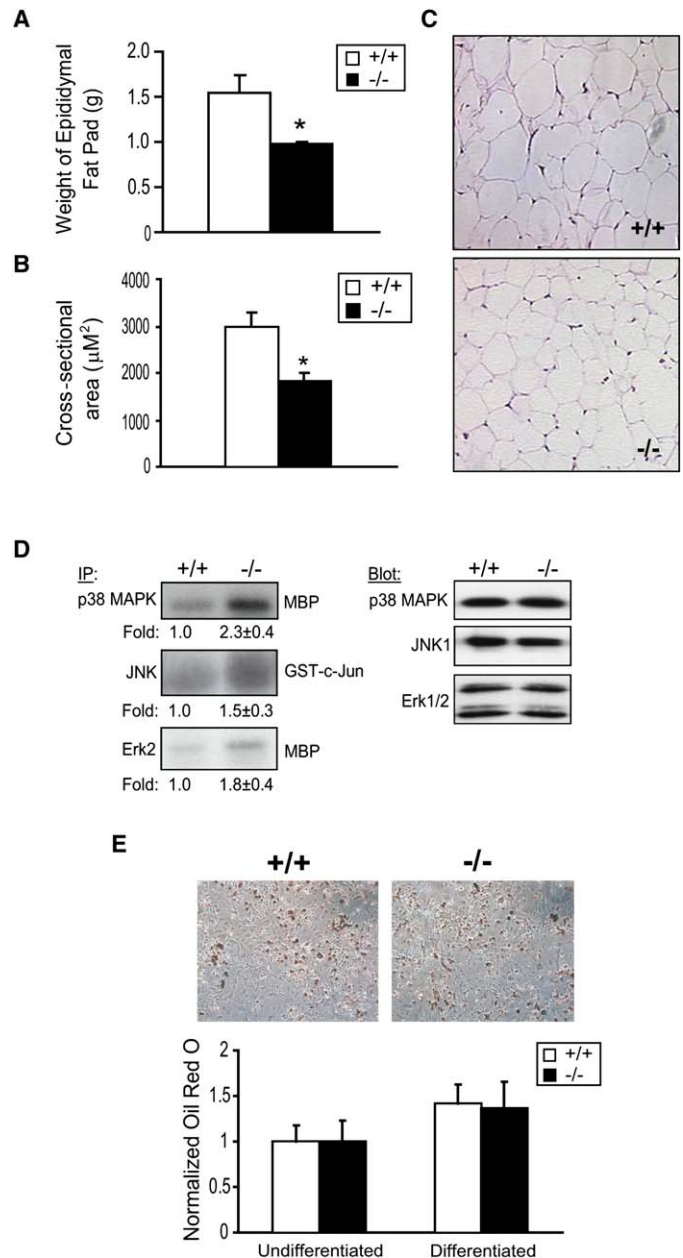 A
Weight of Epididymal
Fat Pad (g)
2.0
1.5
1.0
0.5
0
*
+/+
-/-
B
Cross-sectional
area (μM²)
4000
3000
2000
1000
0
*
+/+
-/-
C
+/+
-/-
D
IP:
+/+ -/-
p38 MAPK MBP
Fold: 1.0 2.3±0.4
JNK GST-c-Jun
Fold: 1.0 1.5±0.3
Erk2 MBP
Fold: 1.0 1.8±0.4
Blot:
+/+ -/-
p38 MAPK
JNK1
Erk1/2
E
+/+ -/-
Normalized Oil Red O
2
1.5
1
0.5
0
+/+
-/-
Undifferentiated Differentiated